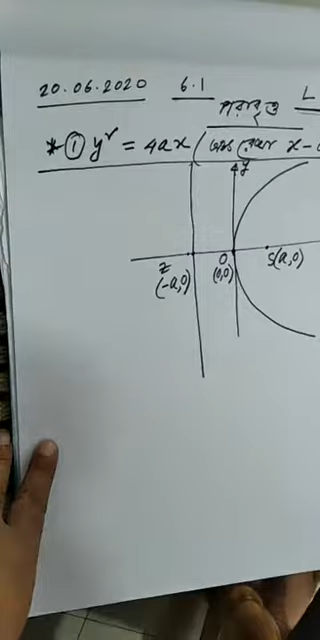 20.06.2020 6.1 L
পরাবৃত্ত
* ① y² = 4ax (
y
Z O S(a,0)
(-a,0) (0,0)